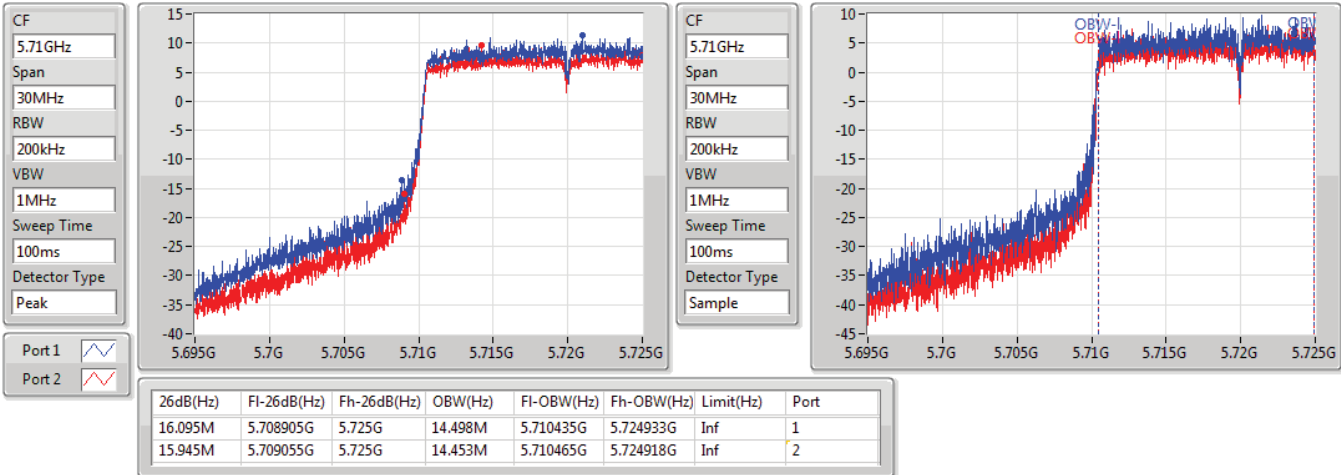 CF
5.71GHz
Span
30MHz
RBW
200kHz
VBW
1MHz
Sweep Time
100ms
Detector Type
Peak
Port 1
Port 2
15
10
5
0
-5
-10
-15
-20
-25
-30
-35
-40
5.695G 5.7G 5.705G 5.71G 5.715G 5.72G 5.725G
CF
5.71GHz
Span
30MHz
RBW
200kHz
VBW
1MHz
Sweep Time
100ms
Detector Type
Sample
10
5
0
-5
-10
-15
-20
-25
-30
-35
-40
-45
OBW-l
5.695G 5.7G 5.705G 5.71G 5.715G 5.72G 5.725G
26dB(Hz) Fl-26dB(Hz) Fh-26dB(Hz) OBW(Hz) Fl-OBW(Hz) Fh-OBW(Hz) Limit(Hz) Port
16.095M 5.708905G 5.725G 14.498M 5.710435G 5.724933G Inf 1
15.945M 5.709055G 5.725G 14.453M 5.710465G 5.724918G Inf 2